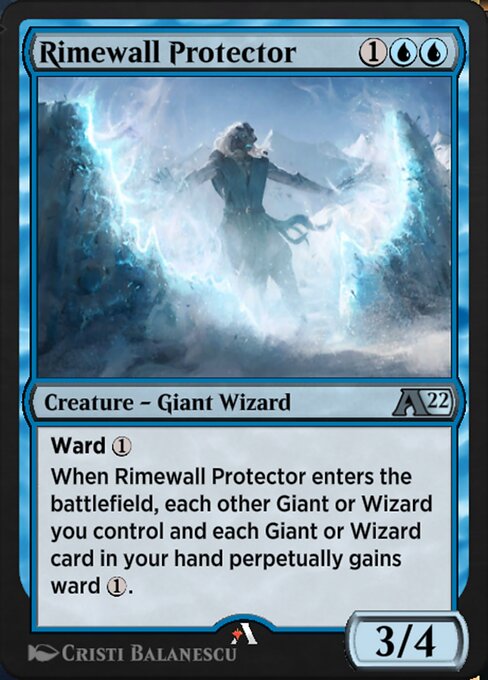 Rimewall Protector 1
Creature – Giant Wizard A22
Ward 1
When Rimewall Protector enters the
battlefield, each other Giant or Wizard
you control and each Giant or Wizard
card in your hand perpetually gains
ward 1.
3/4
Cristi Balanescu